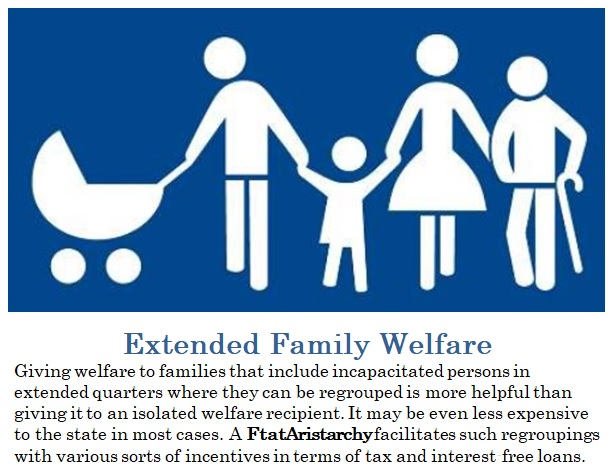 Extended Family Welfare
Giving welfare to families that include incapacitated persons in
extended quarters where they can be regrouped is more helpful than
giving it to an isolated welfare recipient. It may be even less expensive
to the state in most cases. A FtatAristarchy facilitates such regroupings
with various sorts of incentives in terms of tax and interest free loans.